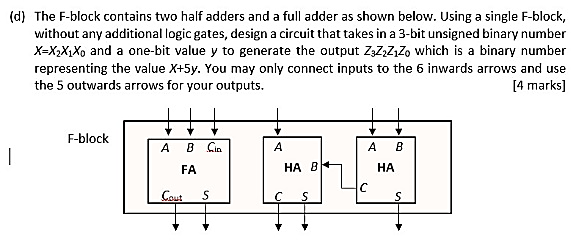 (d) The F-block contains two half adders and a full adder as shown below. Using a single F-block,
without any additional logic gates, design a circuit that takes in a 3-bit unsigned binary number
X=X₂X₁X₀ and a one-bit value y to generate the output Z₃Z₂Z₁Z₀ which is a binary number
representing the value X+5y. You may only connect inputs to the 6 inwards arrows and use
the 5 outwards arrows for your outputs. [4 marks]
F-block
A B Cin A A B
FA HA B HA
C
Cout S C S S